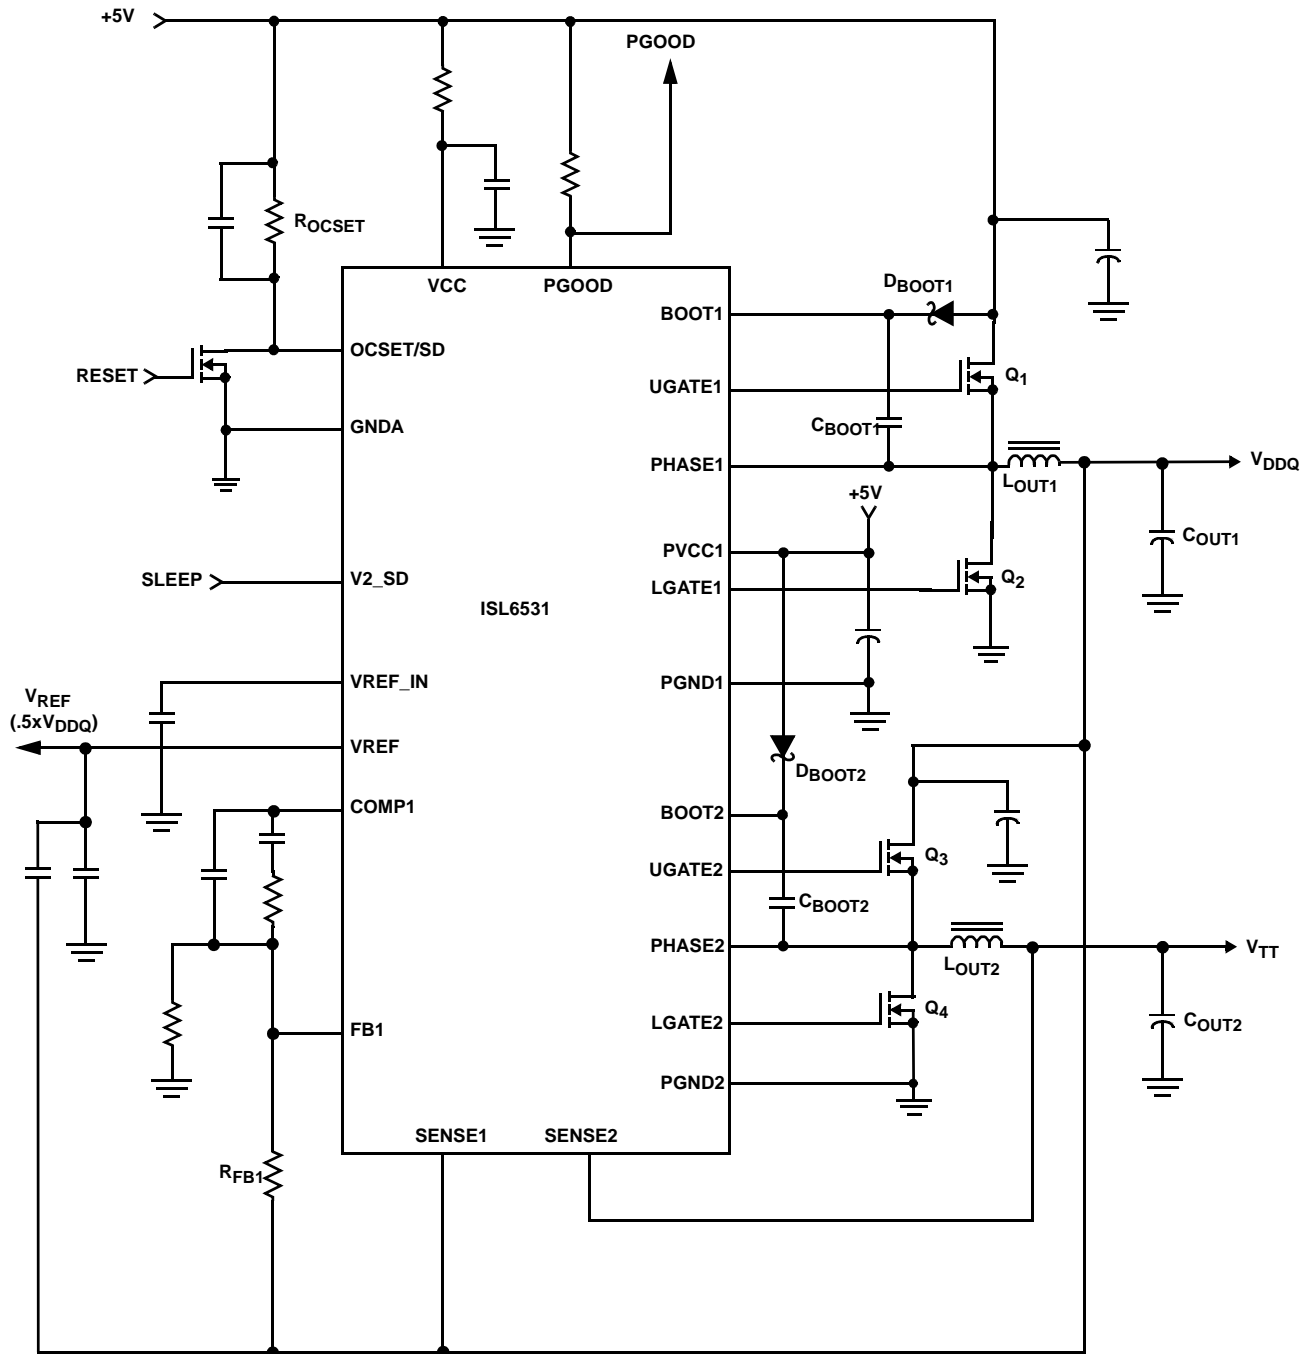 +5V
PGOOD
ROCSET
VCC
PGOOD
DBOOT1
BOOT1
OCSET/SD
RESET
UGATE1
Q1
GNDA
CBOOT1
PHASE1
VDDQ
LOUT1
+5V
PVCC1
COUT1
SLEEP
V2_SD
LGATE1
Q2
ISL6531
VREF_IN
PGND1
VREF
(.5xVDDQ)
VREF
DBOOT2
COMP1
BOOT2
UGATE2
Q3
CBOOT2
PHASE2
VTT
LOUT2
Q4
LGATE2
COUT2
FB1
PGND2
SENSE1
SENSE2
RFB1